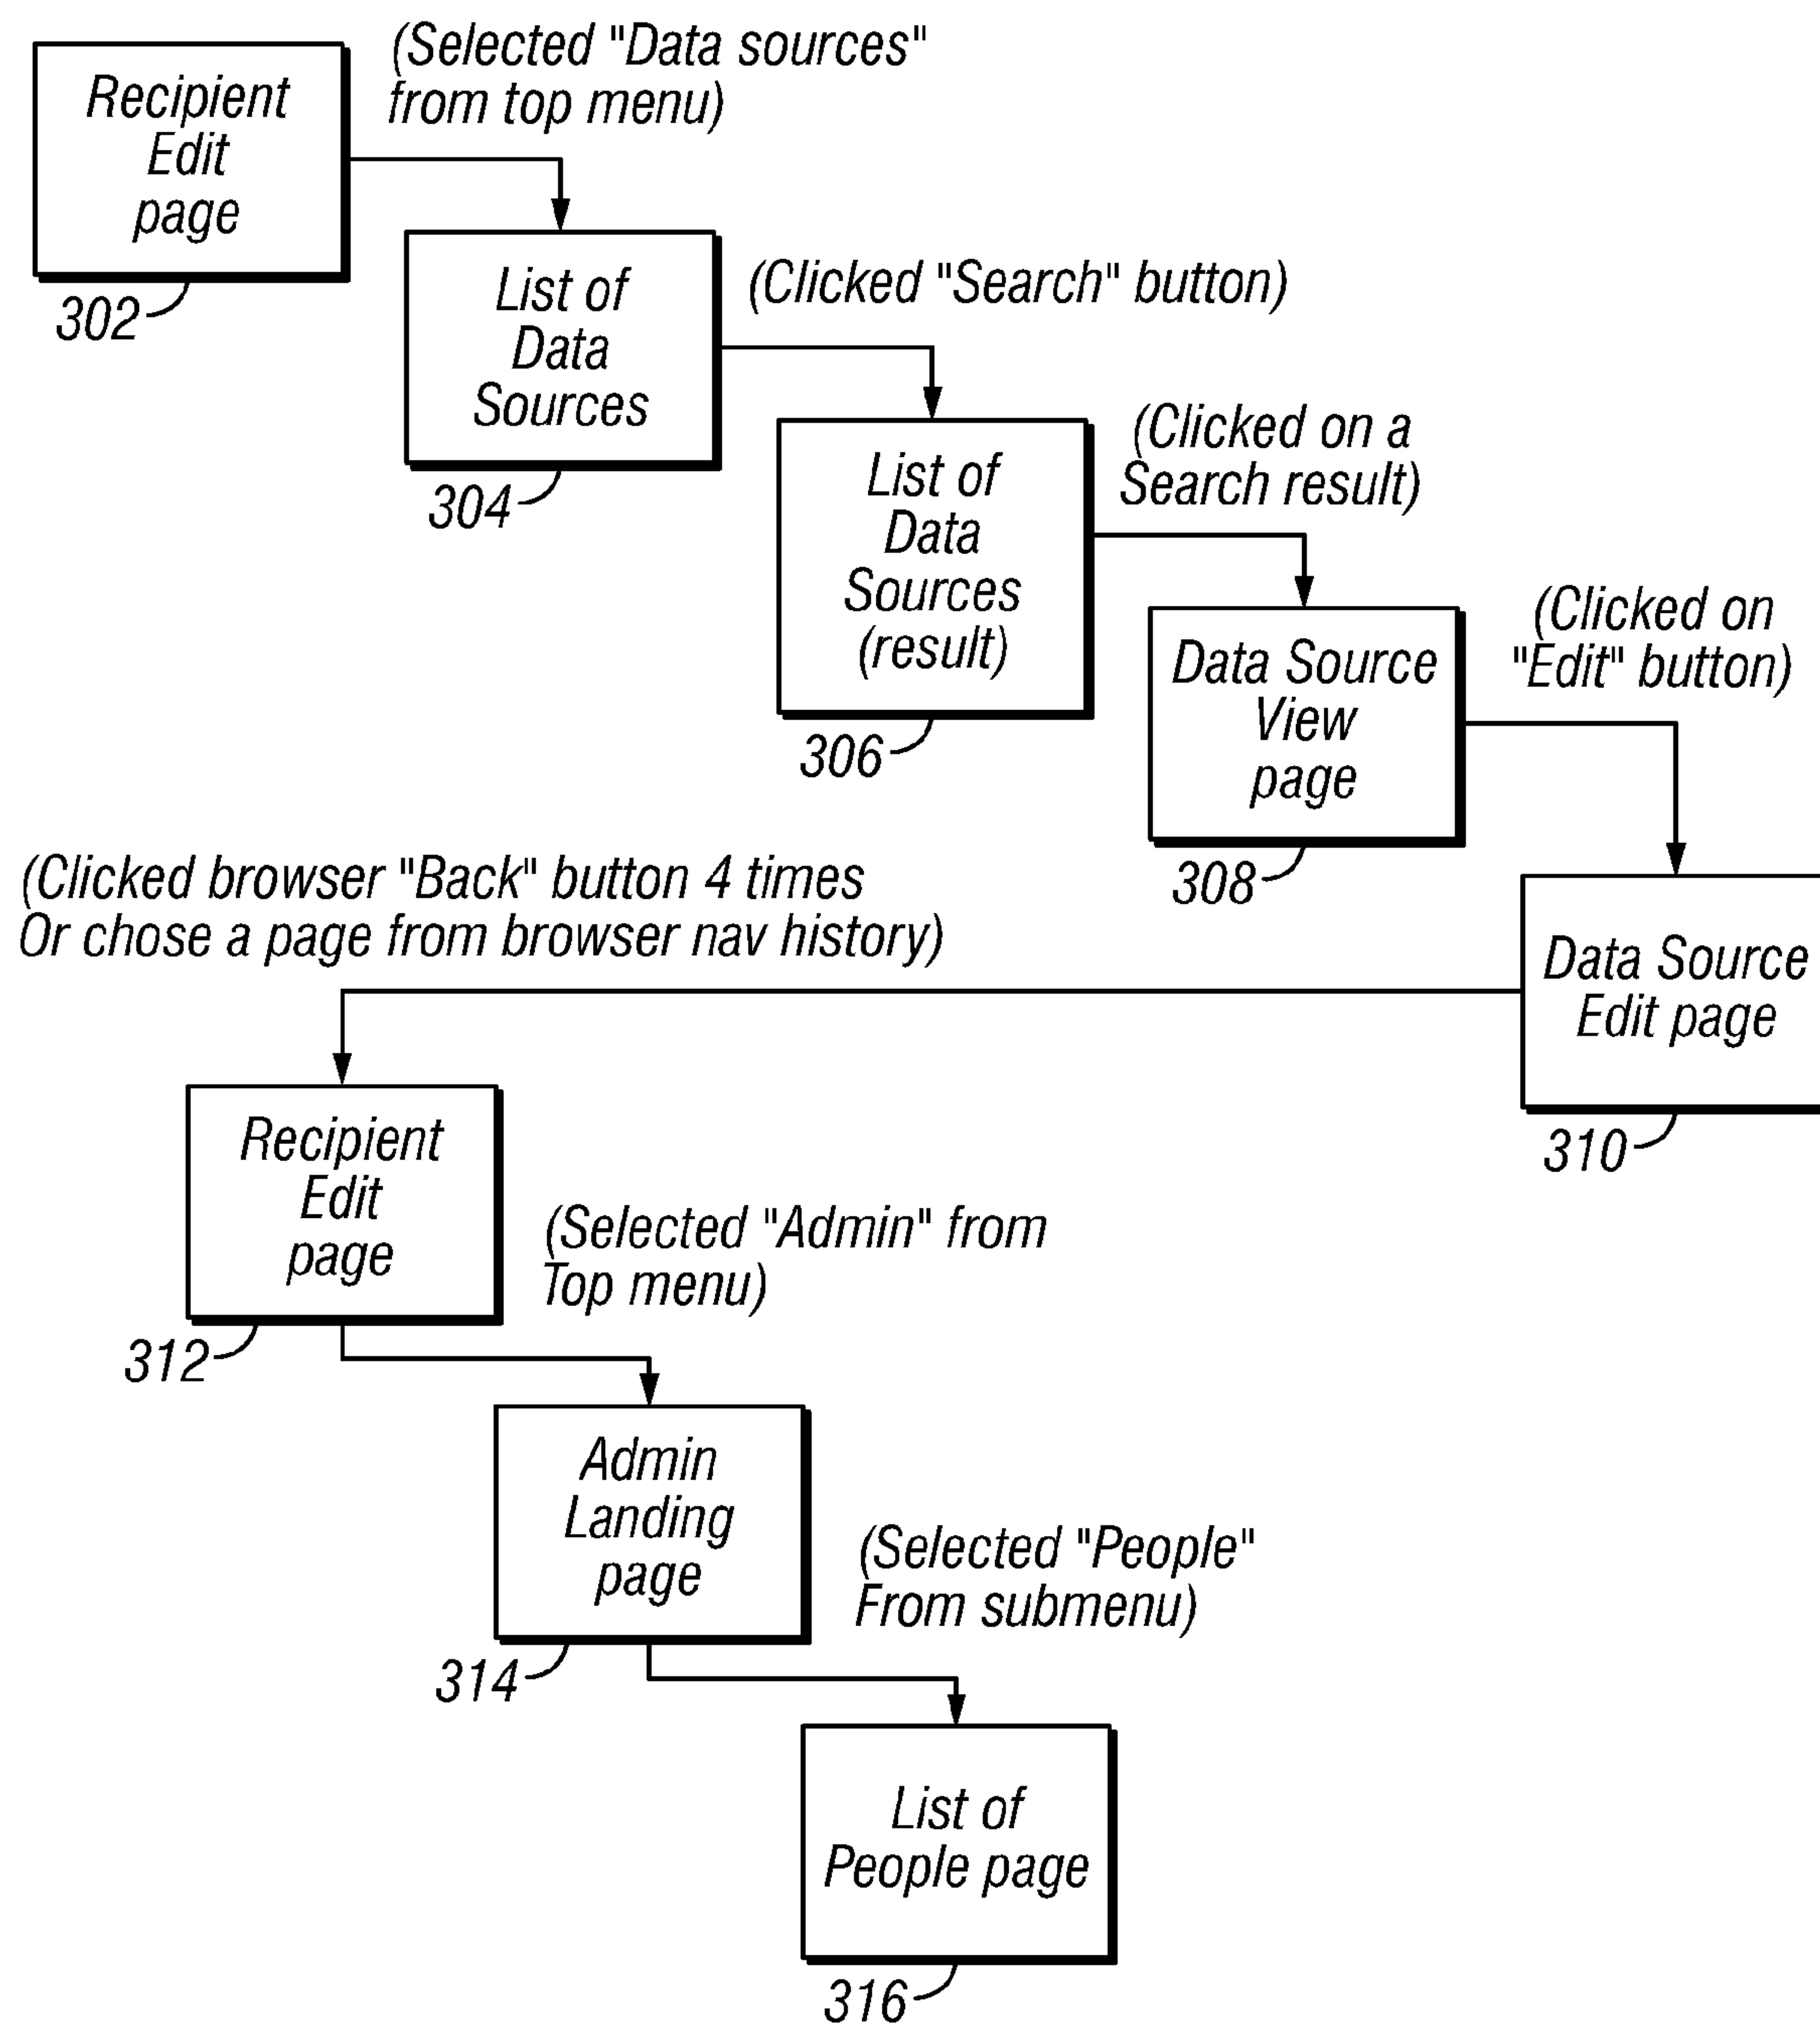 Recipient
Edit
page
302
(Selected "Data sources"
from top menu)
List of
Data
Sources
304
(Clicked "Search" button)
List of
Data
Sources
(result)
306
(Clicked on a
Search result)
Data Source
View
page
308
(Clicked on
"Edit" button)
Data Source
Edit page
310
(Clicked browser "Back" button 4 times
Or chose a page from browser nav history)
Recipient
Edit
page
312
(Selected "Admin" from
Top menu)
Admin
Landing
page
314
(Selected "People"
From submenu)
List of
People page
316